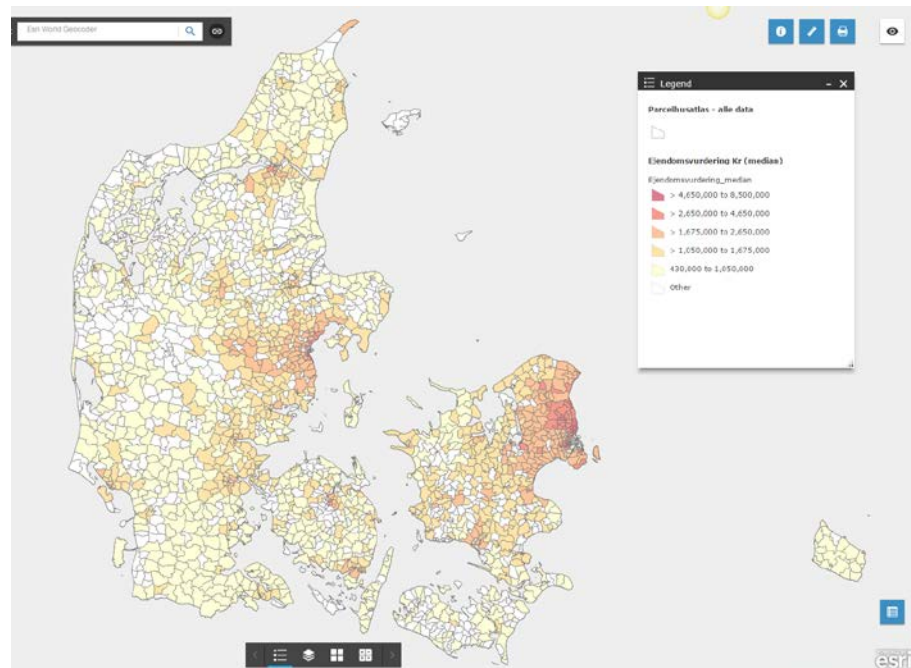 Esri World Geocoder
Legend
Parcelhusatlas - alle data
Ejendomsvurdering Kr (median)
Ejendomsvurdering_median
> 4,650,000 to 8,500,000
> 2,650,000 to 4,650,000
> 1,675,000 to 2,650,000
> 1,050,000 to 1,675,000
430,000 to 1,050,000
Other
esri